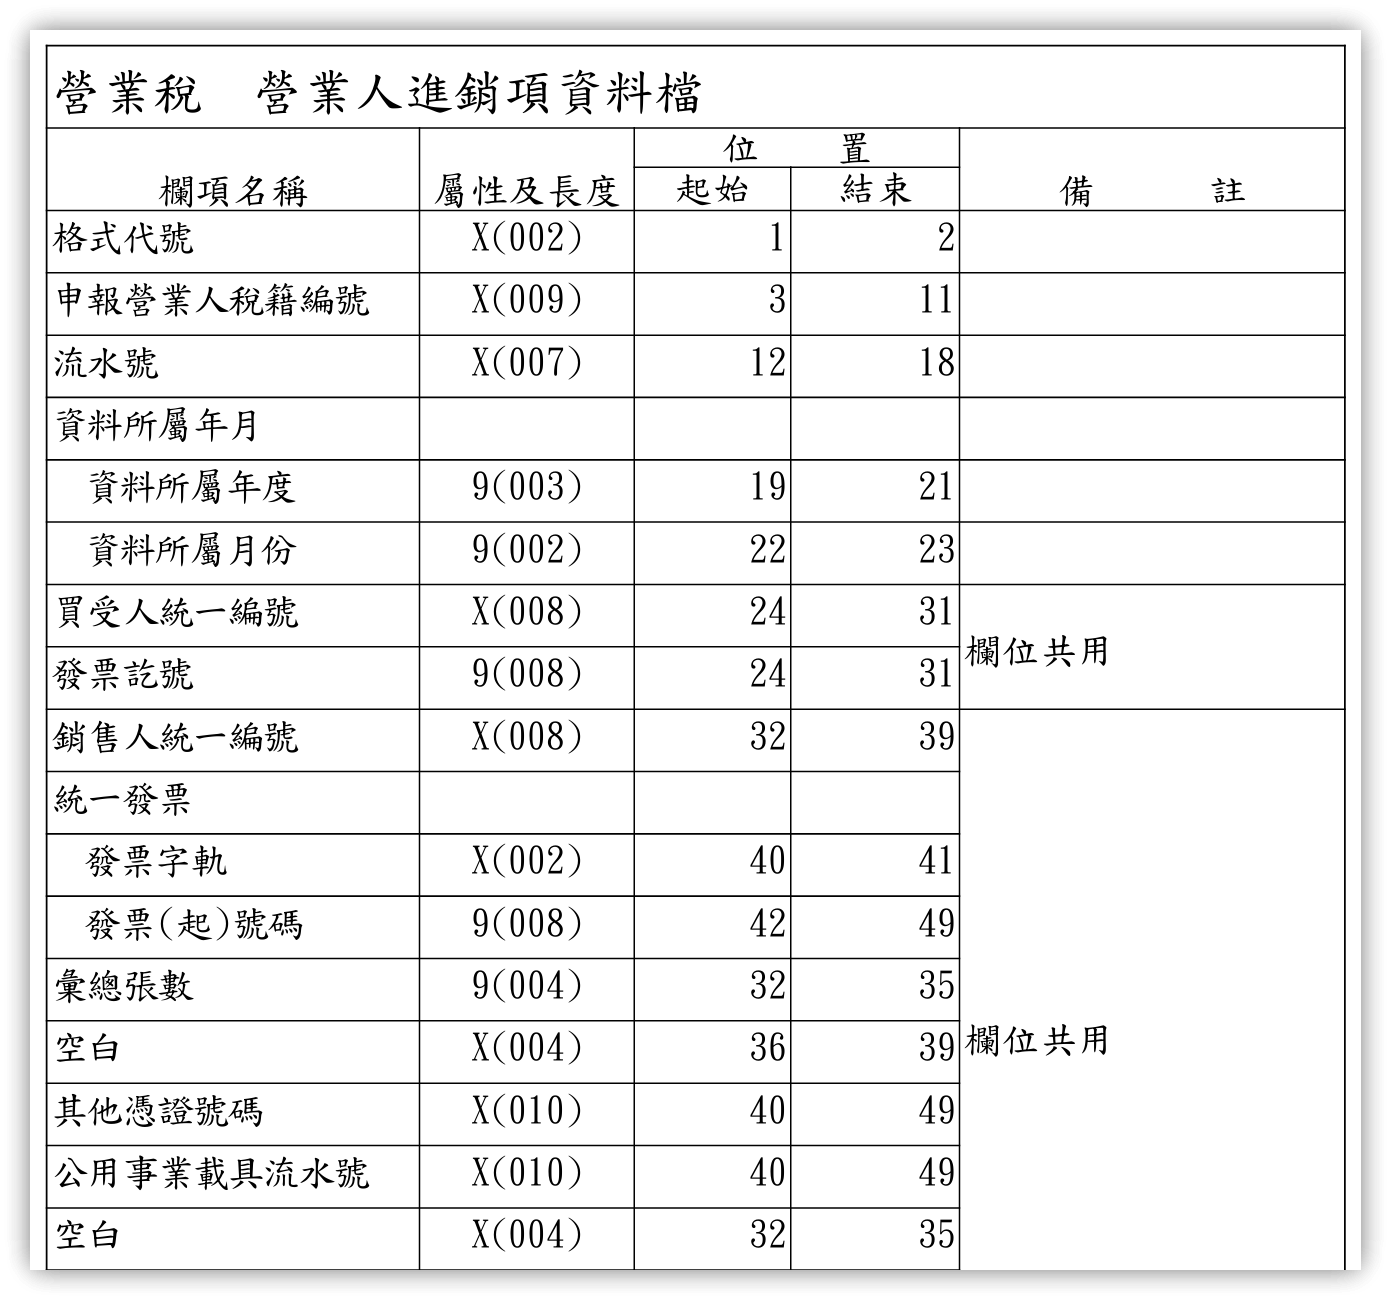 營業稅　營業人進銷項資料檔
欄項名稱 屬性及長度 位　置 備　註
起始 結束
格式代號 X(002) 1 2
申報營業人稅籍編號 X(009) 3 11
流水號 X(007) 12 18
資料所屬年月
資料所屬年度 9(003) 19 21
資料所屬月份 9(002) 22 23
買受人統一編號 X(008) 24 31
欄位共用
發票訖號 9(008) 24 31
銷售人統一編號 X(008) 32 39
統一發票
發票字軌 X(002) 40 41
發票(起)號碼 9(008) 42 49
彙總張數 9(004) 32 35
空白 X(004) 36 39 欄位共用
其他憑證號碼 X(010) 40 49
公用事業載具流水號 X(010) 40 49
空白 X(004) 32 35